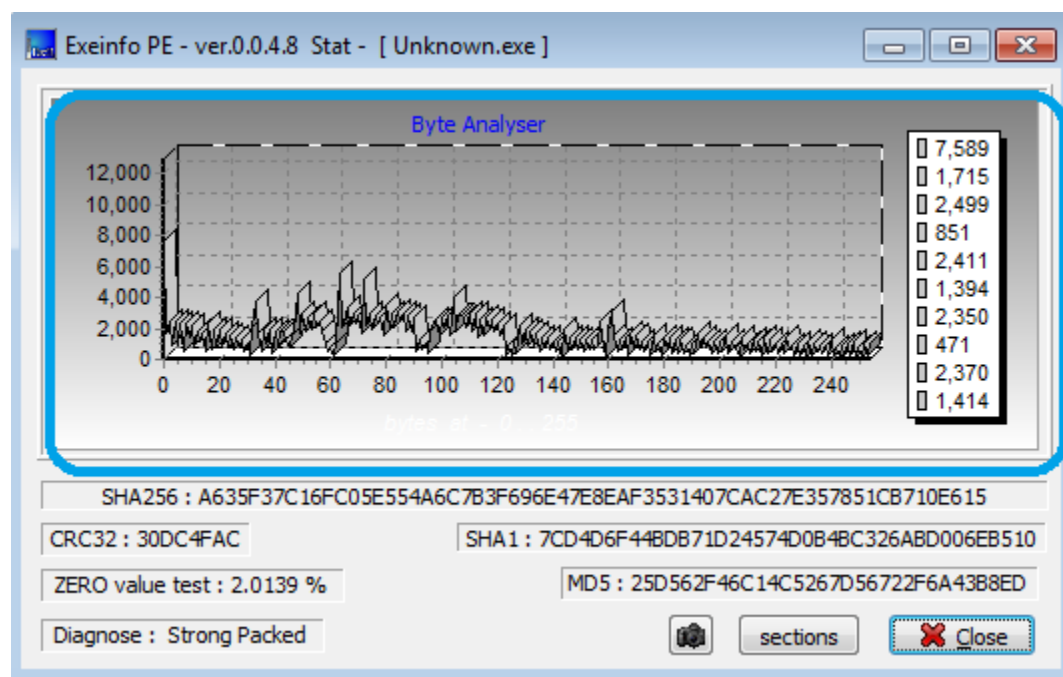 Exeinfo PE - ver.0.0.4.8 Stat - [ Unknown.exe ]
Byte Analyser
12,000
10,000
8,000
6,000
4,000
2,000
0
0 20 40 60 80 100 120 140 160 180 200 220 240
bytes at - 0 . 255
7,589
1,715
2,499
851
2,411
1,394
2,350
471
2,370
1,414
SHA256 : A635F37C16FC05E554A6C7B3F696E47E8EAF3531407CAC27E357851CB710E615
CRC32 : 30DC4FAC
SHA1 : 7CD4D6F44BDB71D24574D0B4BC326ABD006EB510
ZERO value test : 2.0139 %
MD5 : 25D562F46C14C5267D56722F6A43B8ED
Diagnose : Strong Packed
sections
Close